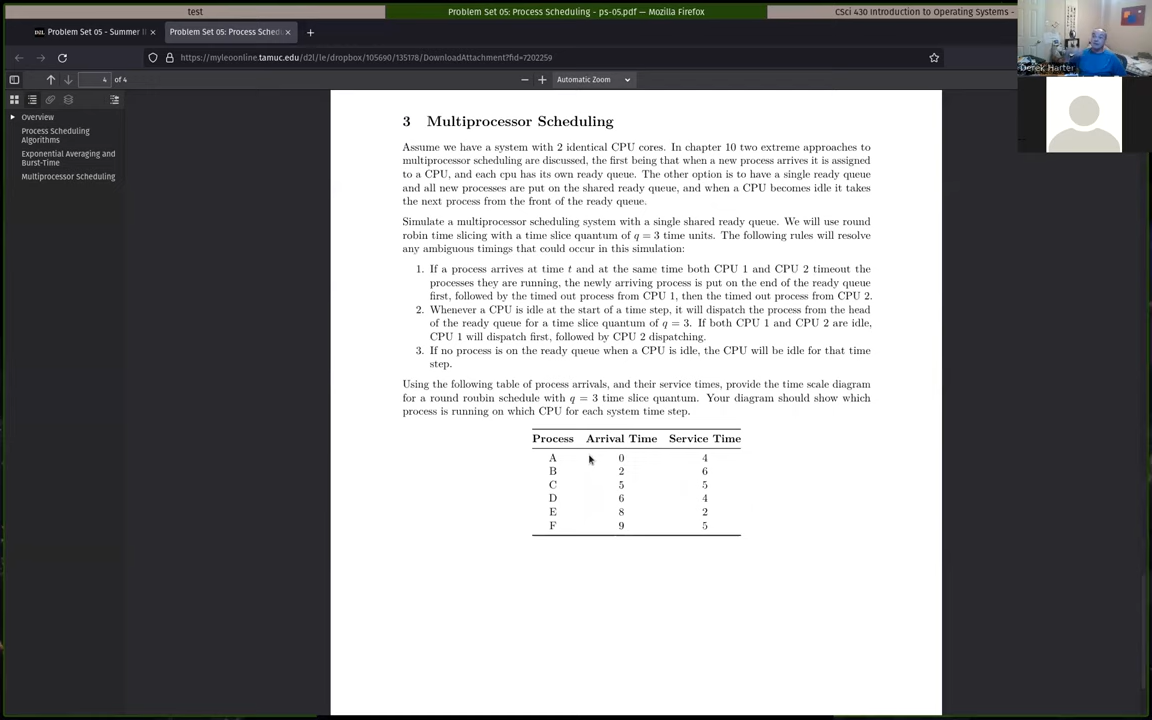 test
Problem Set 05: Process Scheduling - ps-05.pdf — Mozilla Firefox
CSci 430 Introduction to Operating Systems -
Problem Set 05 - Summer
Problem Set 05: Process Schedu
https://myleoonline.tamuc.edu/d2l/le/dropbox/105690/135178/DownloadAttachment?fid=7202259
Derek Harter
4 of 4
Automatic Zoom
Overview
Process Scheduling
Algorithms
Exponential Averaging and
Burst-Time
Multiprocessor Scheduling
3 Multiprocessor Scheduling
Assume we have a system with 2 identical CPU cores. In chapter 10 two extreme approaches to
multiprocessor scheduling are discussed, the first being that when a new process arrives it is assigned
to a CPU, and each cpu has its own ready queue. The other option is to have a single ready queue
and all new processes are put on the shared ready queue, and when a CPU becomes idle it takes
the next process from the front of the ready queue.
Simulate a multiprocessor scheduling system with a single shared ready queue. We will use round
robin time slicing with a time slice quantum of q = 3 time units. The following rules will resolve
any ambiguous timings that could occur in this simulation:
1. If a process arrives at time t and at the same time both CPU 1 and CPU 2 timeout the
processes they are running, the newly arriving process is put on the end of the ready queue
first, followed by the timed out process from CPU 1, then the timed out process from CPU 2.
2. Whenever a CPU is idle at the start of a time step, it will dispatch the process from the head
of the ready queue for a time slice quantum of q = 3. If both CPU 1 and CPU 2 are idle,
CPU 1 will dispatch first, followed by CPU 2 dispatching.
3. If no process is on the ready queue when a CPU is idle, the CPU will be idle for that time
step.
Using the following table of process arrivals, and their service times, provide the time scale diagram
for a round roubin schedule with q = 3 time slice quantum. Your diagram should show which
process is running on which CPU for each system time step.
Process Arrival Time Service Time
A 0 4
B 2 6
C 5 5
D 6 4
E 8 2
F 9 5